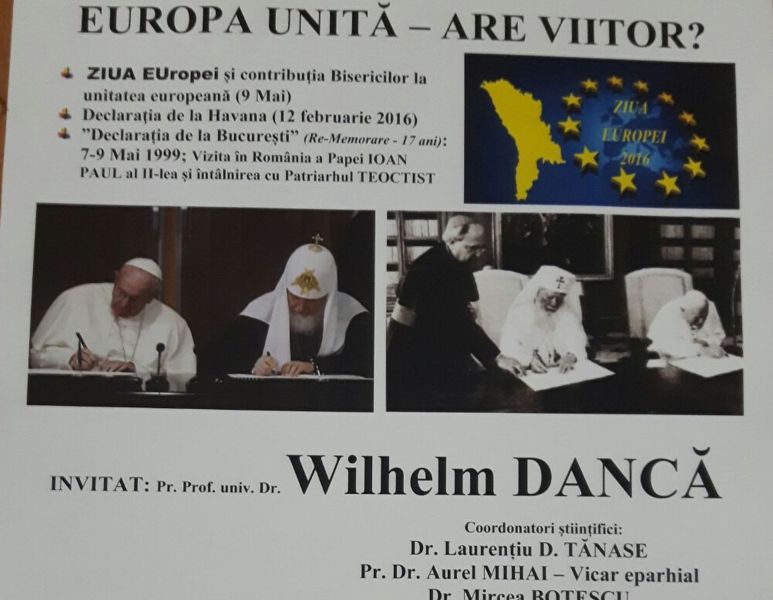 EUROPA UNITĂ – ARE VIITOR?
ZIUA EUropei și contribuția Bisericilor la
unitatea europeană (9 Mai)
Declarația de la Havana (12 februarie 2016)
”Declarația de la București” (Re-Memorare - 17 ani):
7-9 Mai 1999; Vizita în România a Papei IOAN
PAUL al II-lea și întâlnirea cu Patriarhul TEOCTIST
ZIUA
EUROPEI
2016
INVITAT: Pr. Prof. univ. Dr. Wilhelm DANCĂ
Coordonatori științifici:
Dr. Laurențiu D. TĂNASE
Pr. Dr. Aurel MIHAI – Vicar eparhial
Dr. Mircea BOTESCU